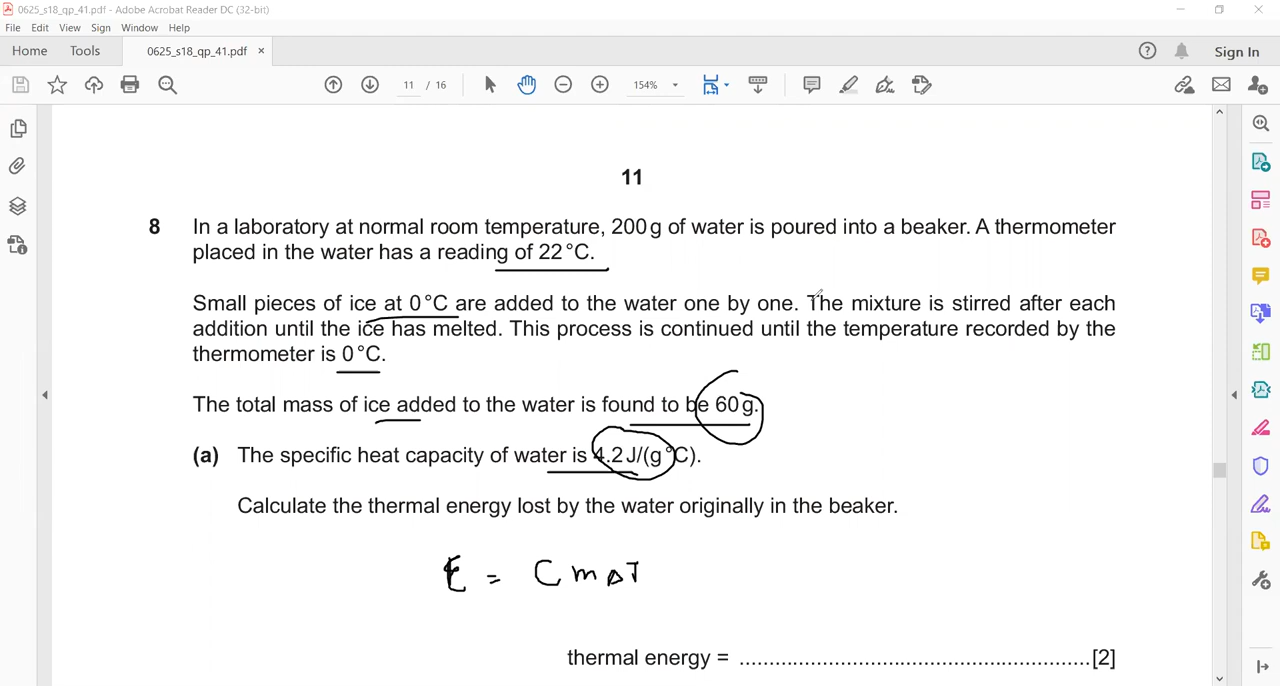 0625_s18_qp_41.pdf - Adobe Acrobat Reader DC (32-bit)
File Edit View Sign Window Help
Home Tools 0625_s18_qp_41.pdf × Sign In
11 / 16 154%
11
8 In a laboratory at normal room temperature, 200 g of water is poured into a beaker. A thermometer
placed in the water has a reading of 22 °C.
Small pieces of ice at 0 °C are added to the water one by one. The mixture is stirred after each
addition until the ice has melted. This process is continued until the temperature recorded by the
thermometer is 0 °C.
The total mass of ice added to the water is found to be 60 g.
(a) The specific heat capacity of water is 4.2 J/(g °C).
Calculate the thermal energy lost by the water originally in the beaker.
E = C m Δ T
thermal energy = ........................................................... [2]